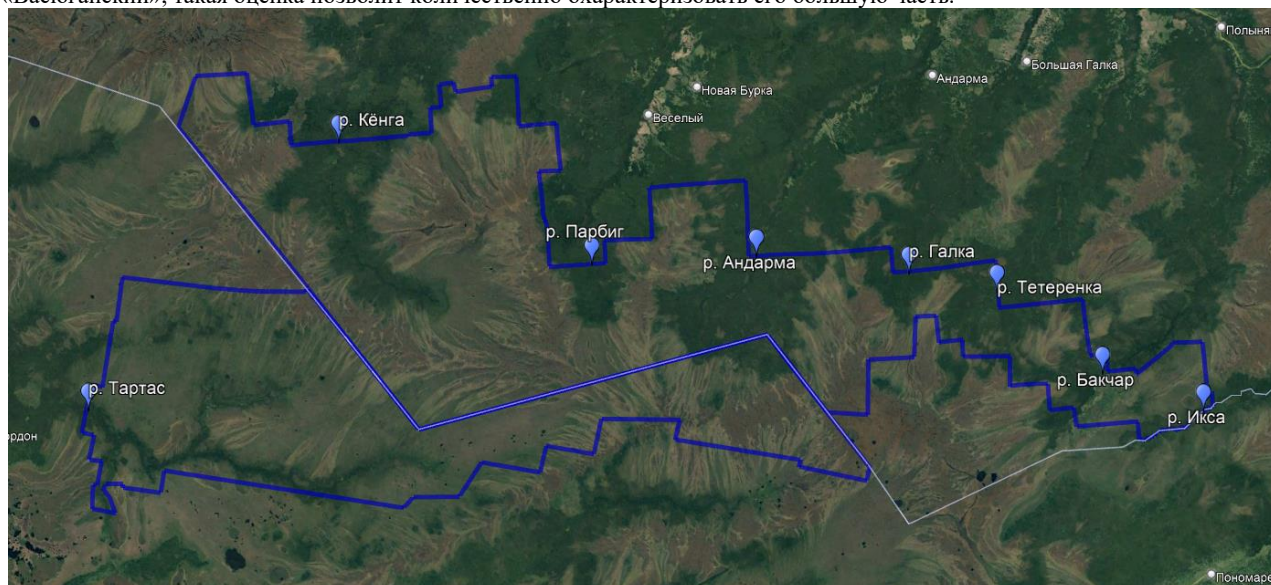 «Васюганский», такая оценка позволит количественно охарактеризовать его большую часть.
Полыня
Большая Галка
Андарма
Новая Бурка
Веселый
р. Кёнга
р. Парбиг
р. Андарма
р. Галка
р. Тетеренка
р. Бакчар
р. Тартас
р. Икса
ордон
Пономаре